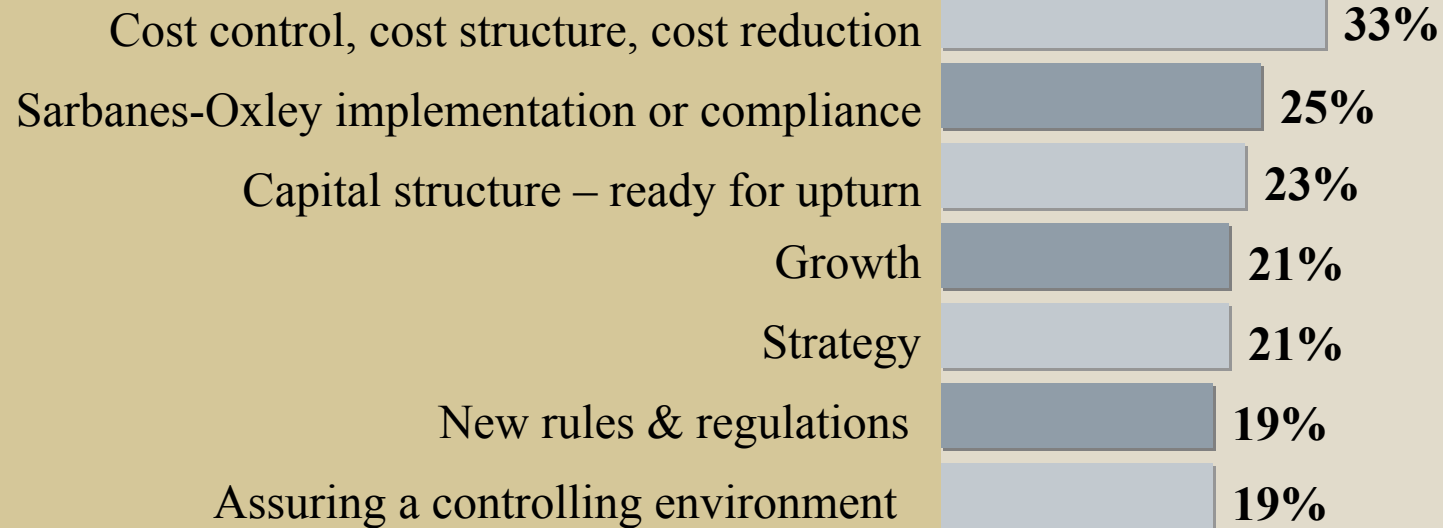 Cost control, cost structure, cost reduction 33%
Sarbanes-Oxley implementation or compliance 25%
Capital structure – ready for upturn 23%
Growth 21%
Strategy 21%
New rules & regulations 19%
Assuring a controlling environment 19%